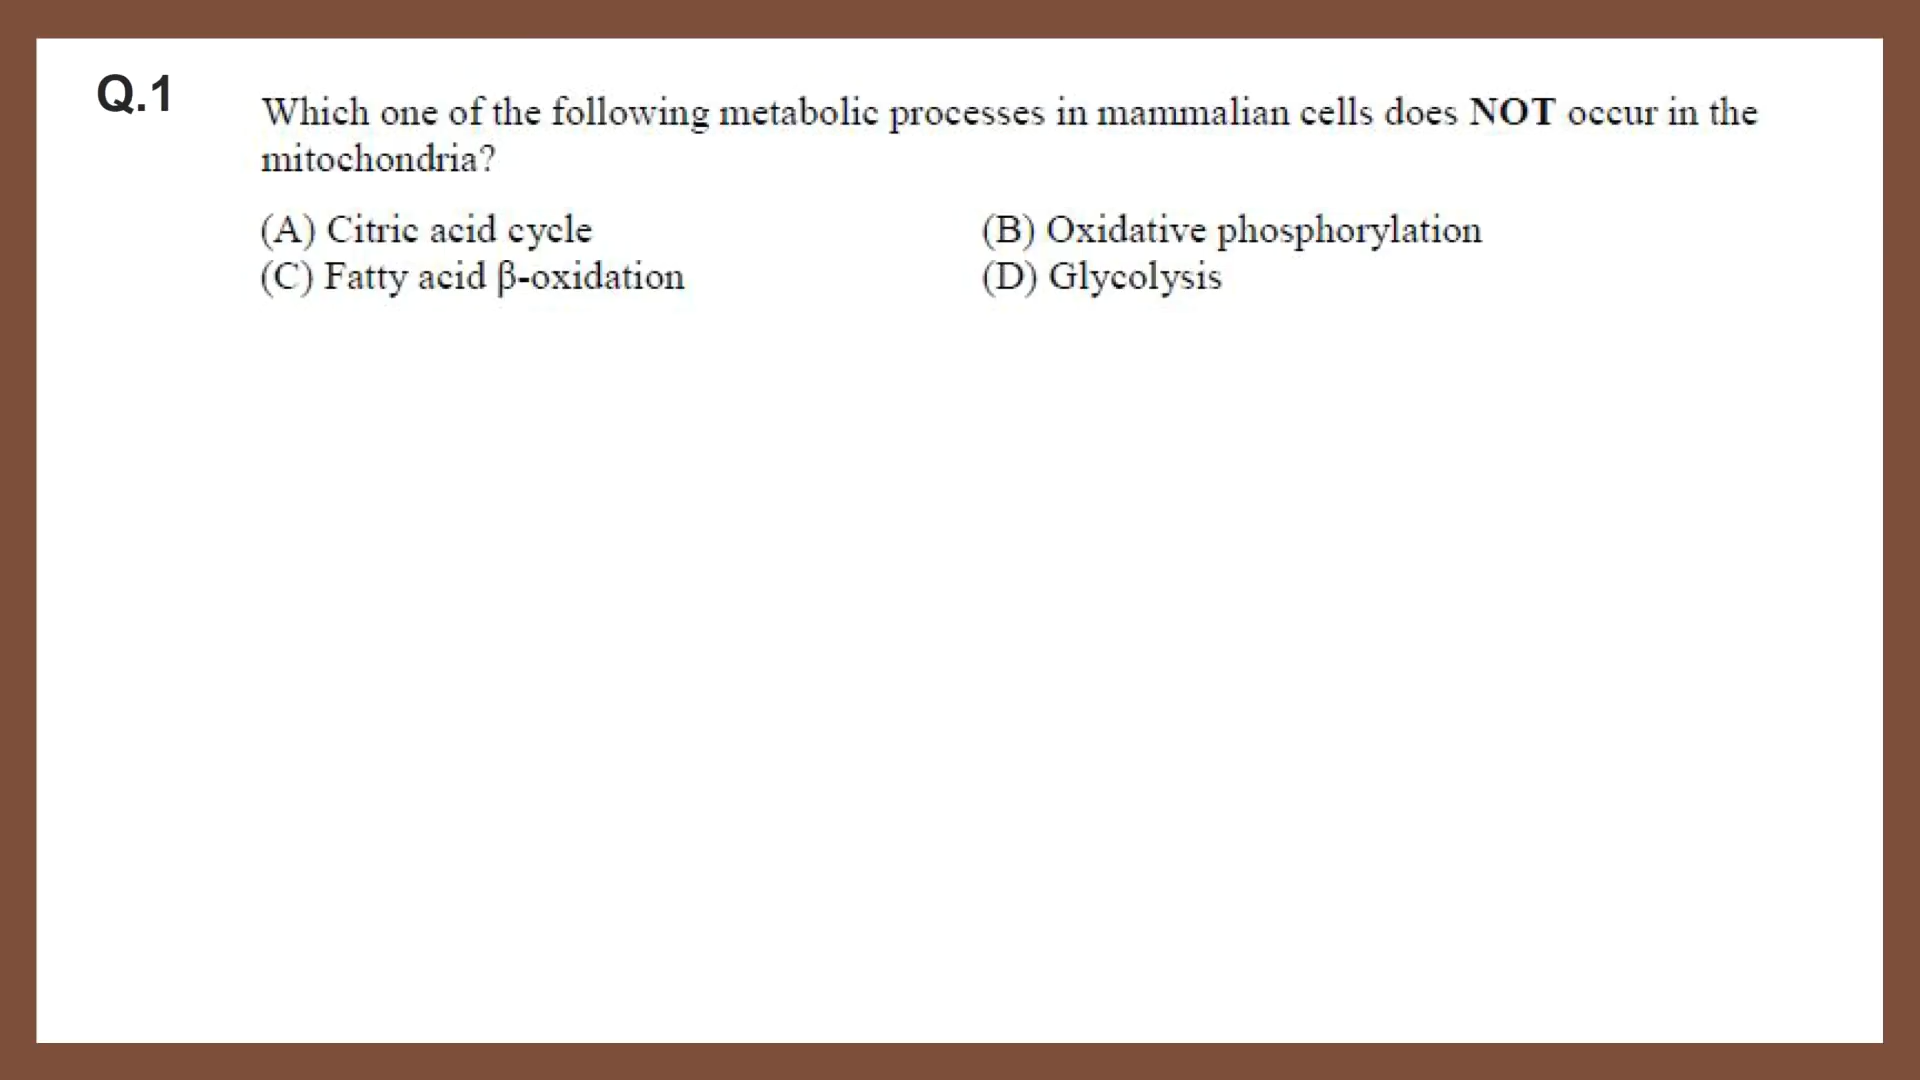 Q.1
Which one of the following metabolic processes in mammalian cells does NOT occur in the
mitochondria?
(A) Citric acid cycle (B) Oxidative phosphorylation
(C) Fatty acid β-oxidation (D) Glycolysis